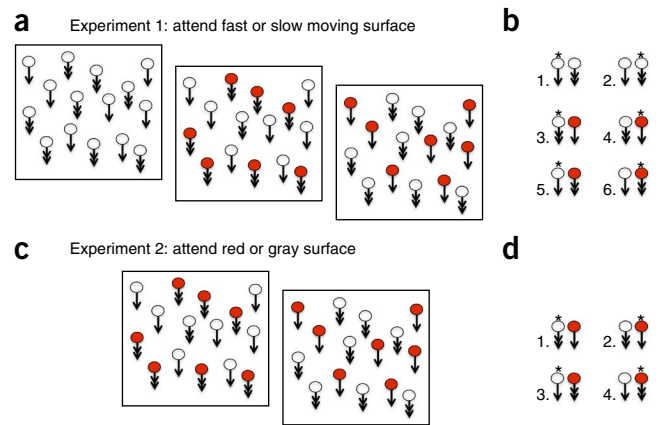 a Experiment 1: attend fast or slow moving surface
b
* *
1. 2.
* *
3. 4.
* *
5. 6.
c Experiment 2: attend red or gray surface
d
* *
1. 2.
* *
3. 4.